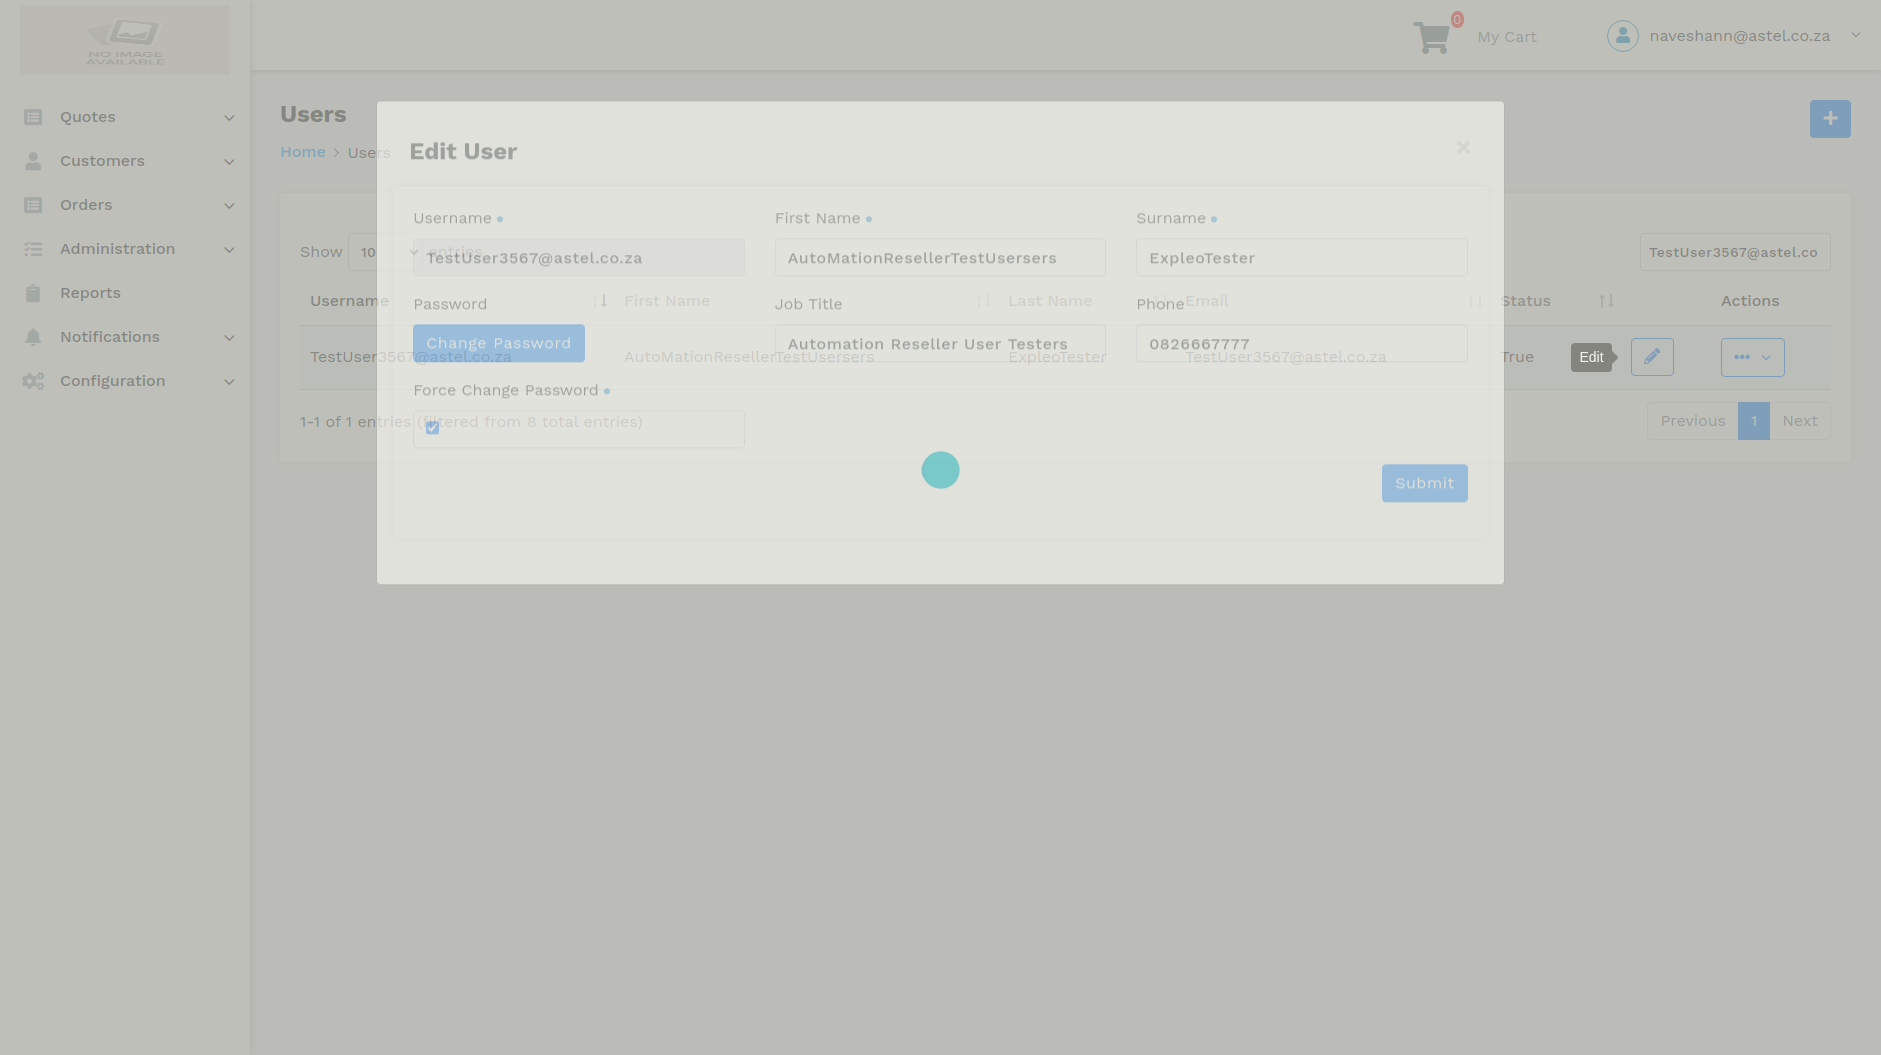 NO IMAGE
AVAILABLE
0
My Cart
naveshann@astel.co.za
Quotes
Customers
Orders
Administration
Reports
Notifications
Configuration
Users
Home > Users
Edit User
×
Username
First Name
Surname
TestUser3567@astel.co.za
AutoMationResellerTestUsersers
ExpleoTester
Password
Job Title
Phone
Change Password
Automation Reseller User Testers
0826667777
Force Change Password
Submit
Show 10 entries
TestUser3567@astel.co
Username
First Name
Last Name
Email
Status
Actions
TestUser3567@astel.co.za
AutoMationResellerTestUsersers
ExpleoTester
TestUser3567@astel.co.za
True
Edit
1-1 of 1 entries (filtered from 8 total entries)
Previous 1 Next